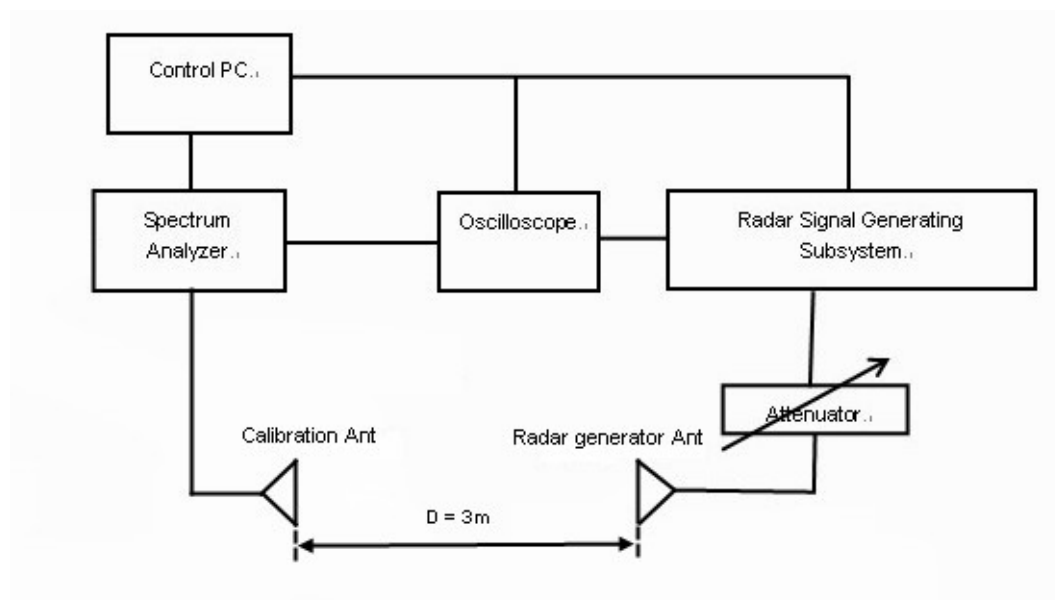 Control PC.
Spectrum
Analyzer.
Oscilloscope.
Radar Signal Generating
Subsystem.
Attenuator.
Calibration Ant
Radar generator Ant
D = 3m